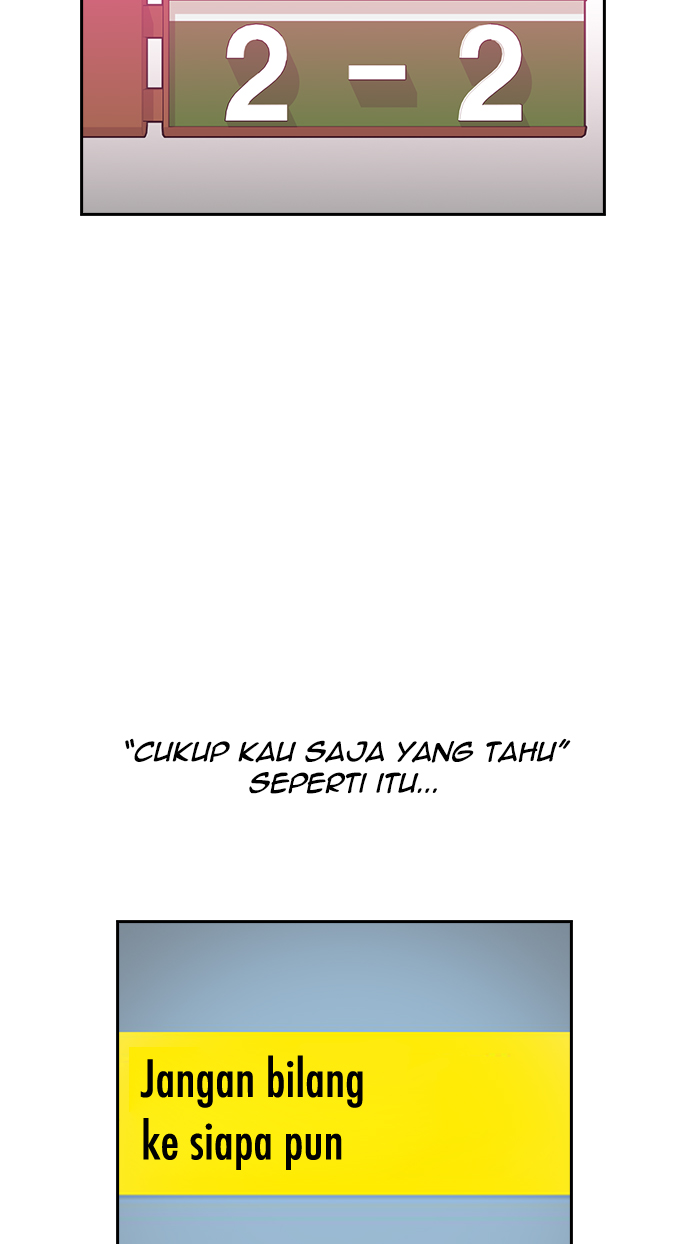 2 - 2
“CUKUP KAU SAJA YANG TAHU”
SEPERTI ITU...
Jangan bilang
ke siapa pun